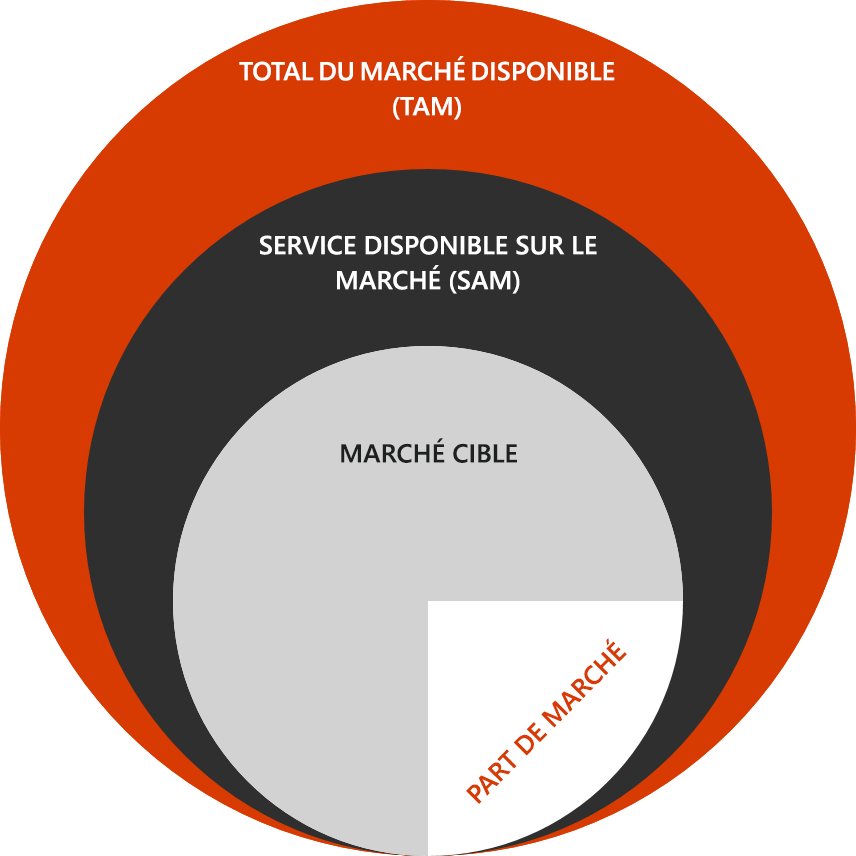 TOTAL DU MARCHÉ DISPONIBLE
(TAM)
SERVICE DISPONIBLE SUR LE
MARCHÉ (SAM)
MARCHÉ CIBLE
PART DE MARCHÉ